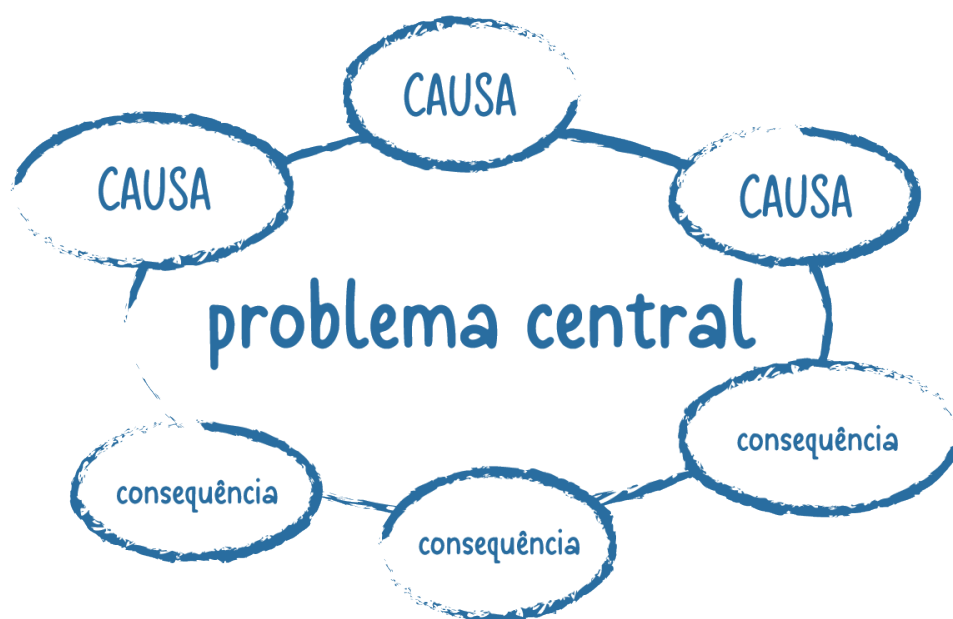 CAUSA
CAUSA
CAUSA
problema central
consequência
consequência
consequência